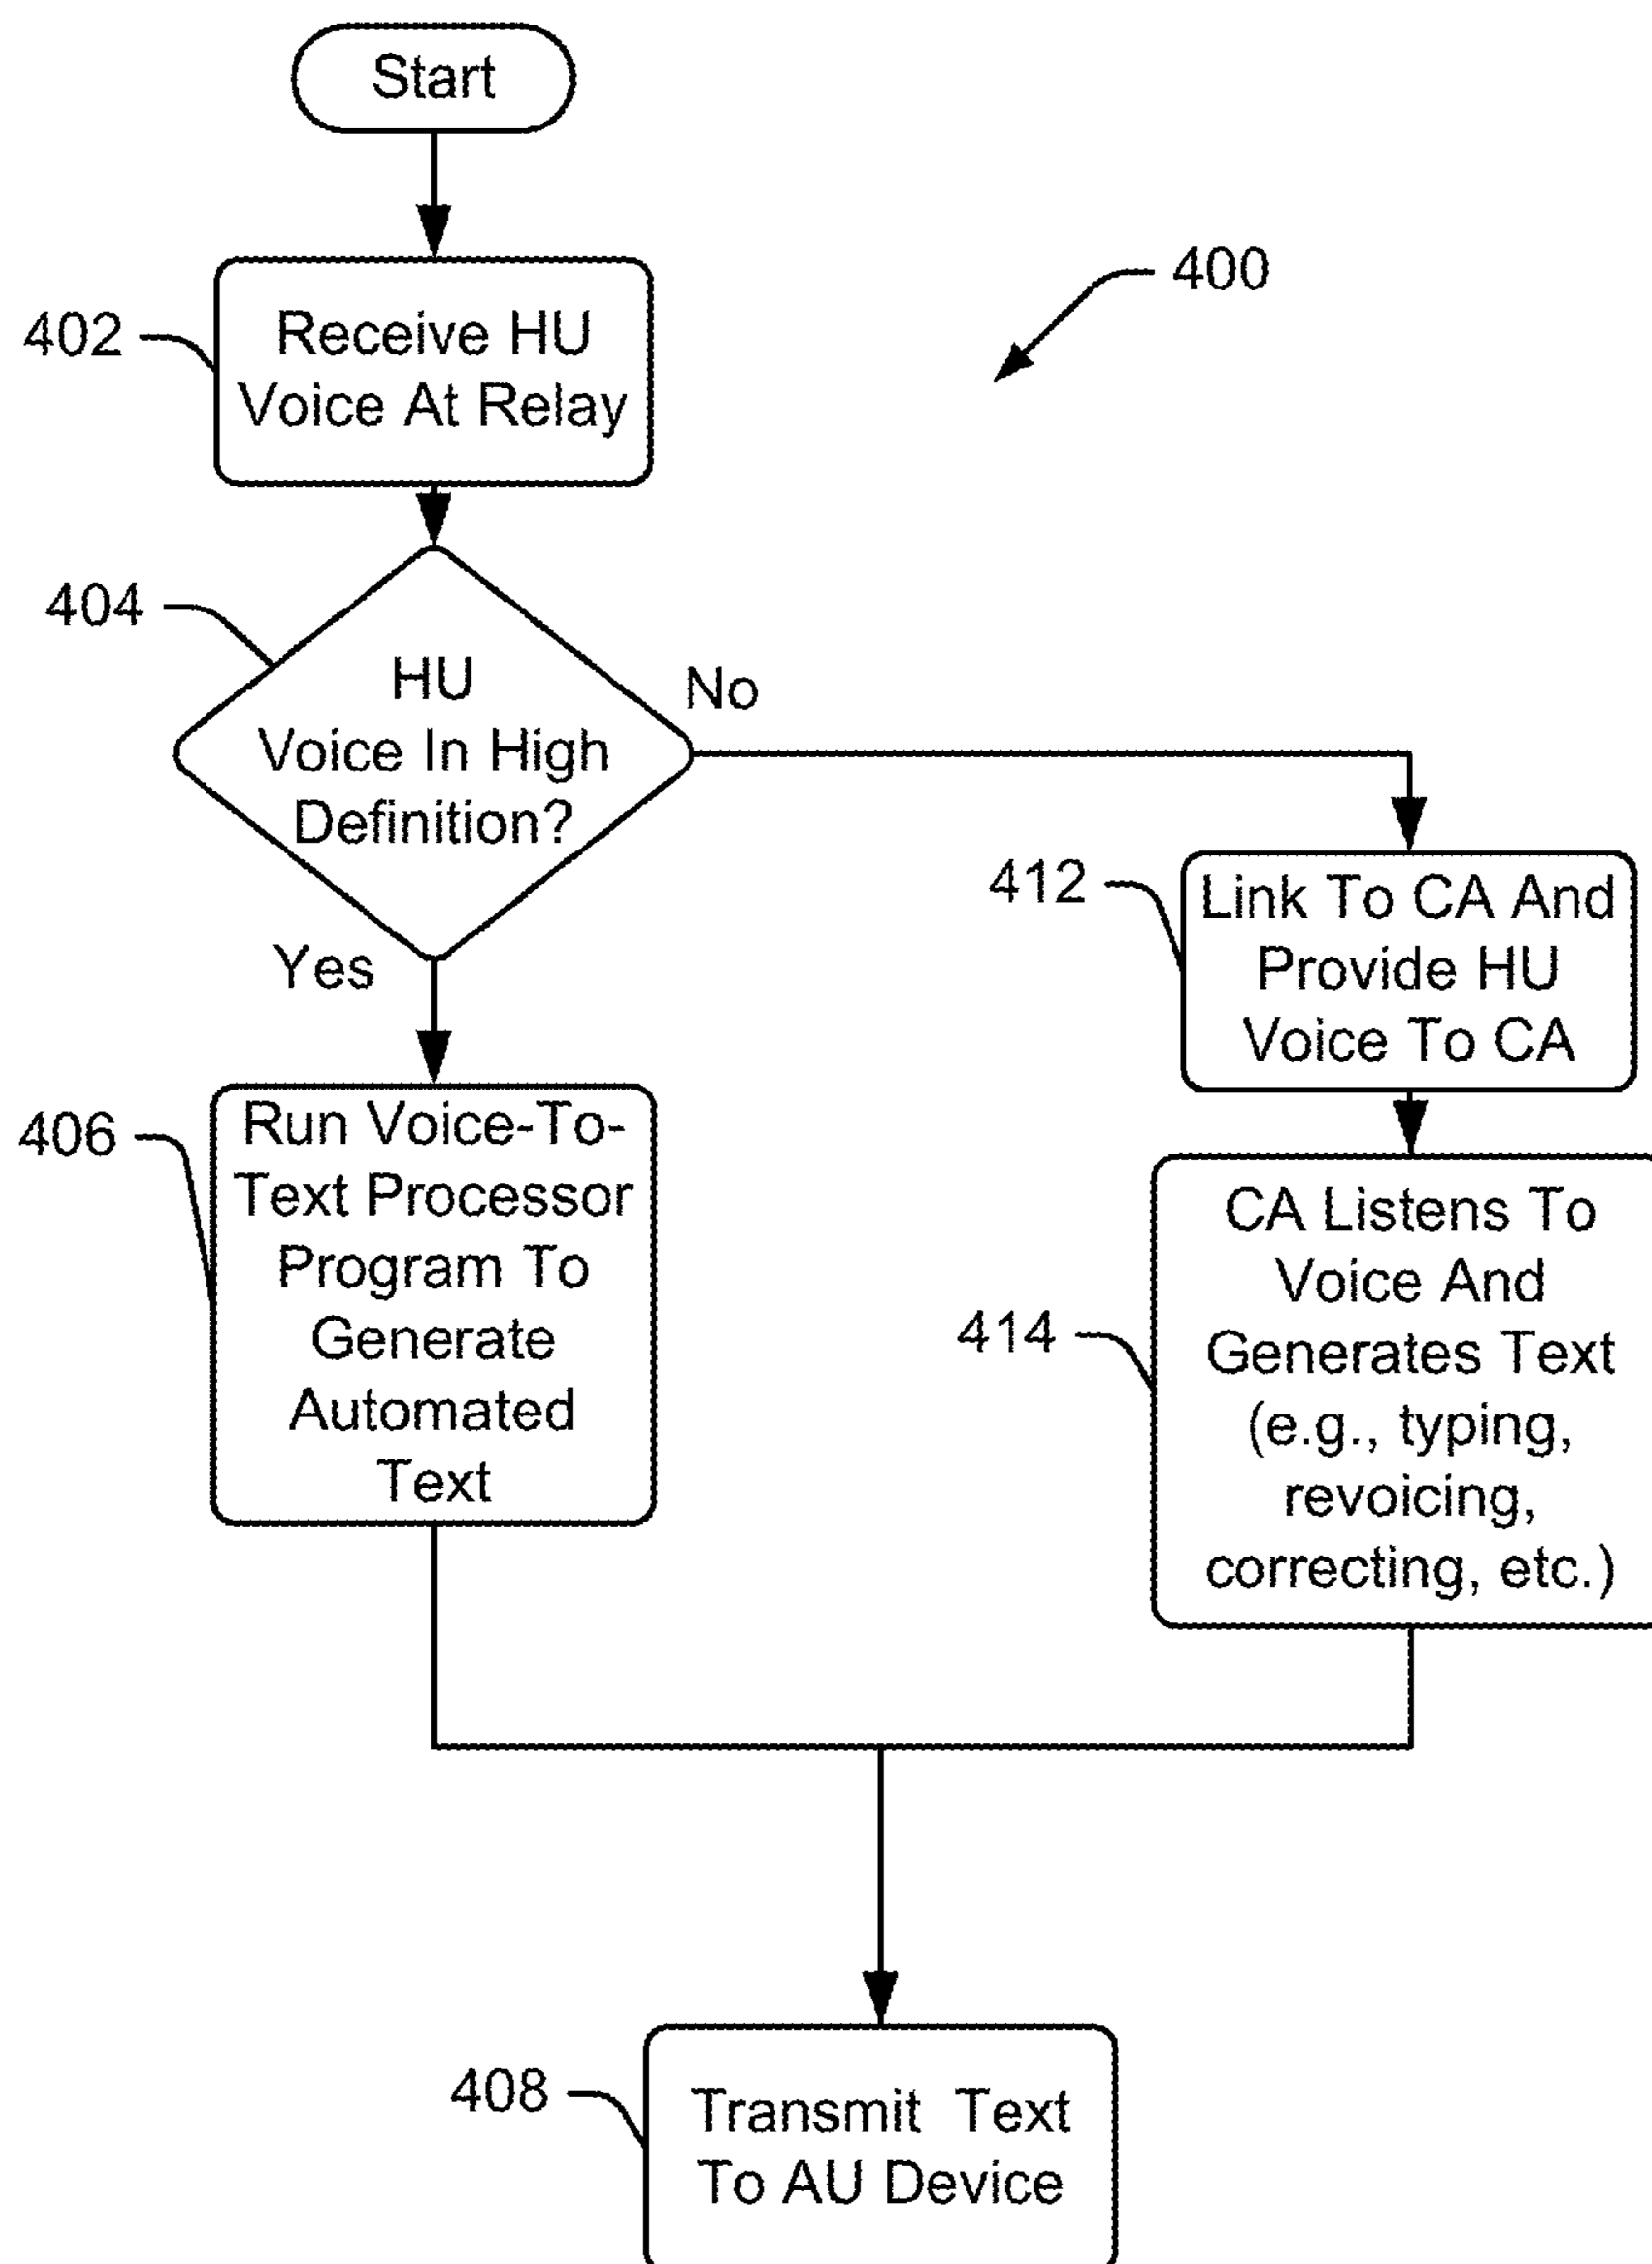 Start
400
402
Receive HU
Voice At Relay
404
HU
Voice In High
Definition?
No
Yes
412
Link To CA And
Provide HU
Voice To CA
406
Run Voice-To-
Text Processor
Program To
Generate
Automated
Text
414
CA Listens To
Voice And
Generates Text
(e.g., typing,
revoicing,
correcting, etc.)
408
Transmit Text
To AU Device